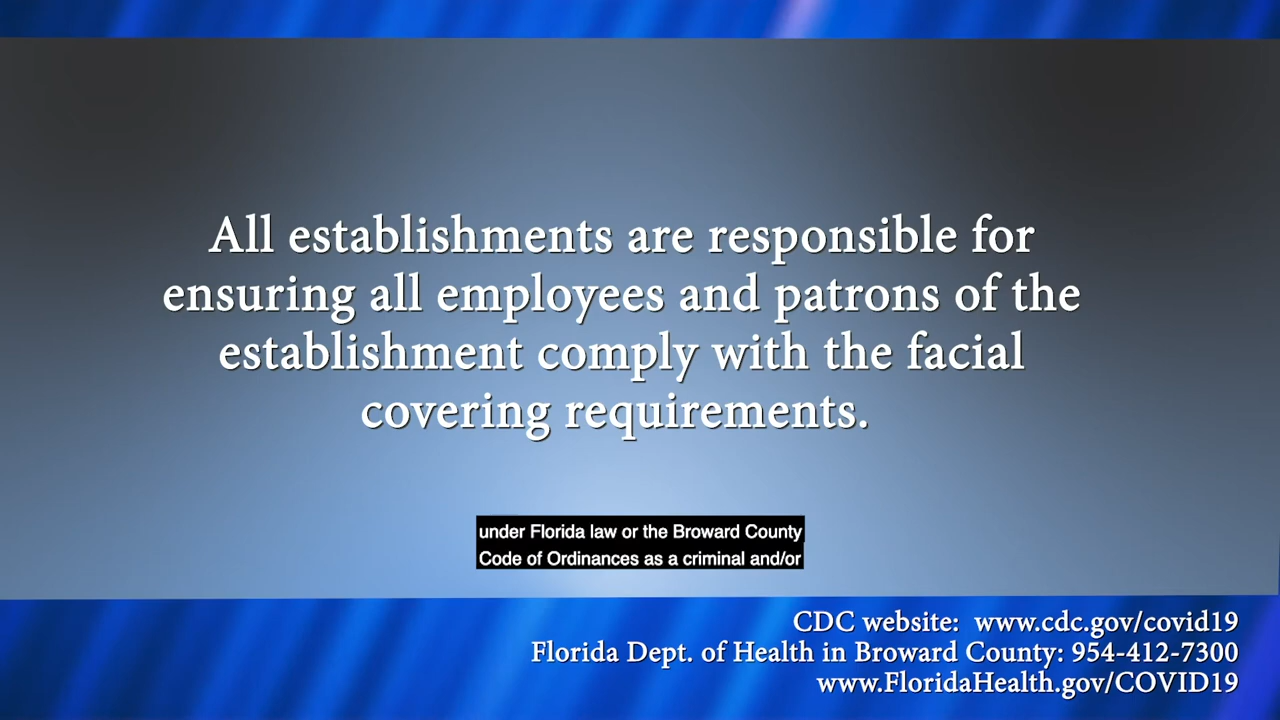 All establishments are responsible for
ensuring all employees and patrons of the
establishment comply with the facial
covering requirements.
under Florida law or the Broward County
Code of Ordinances as a criminal and/or
CDC website: www.cdc.gov/covid19
Florida Dept. of Health in Broward County: 954-412-7300
www.FloridaHealth.gov/COVID19